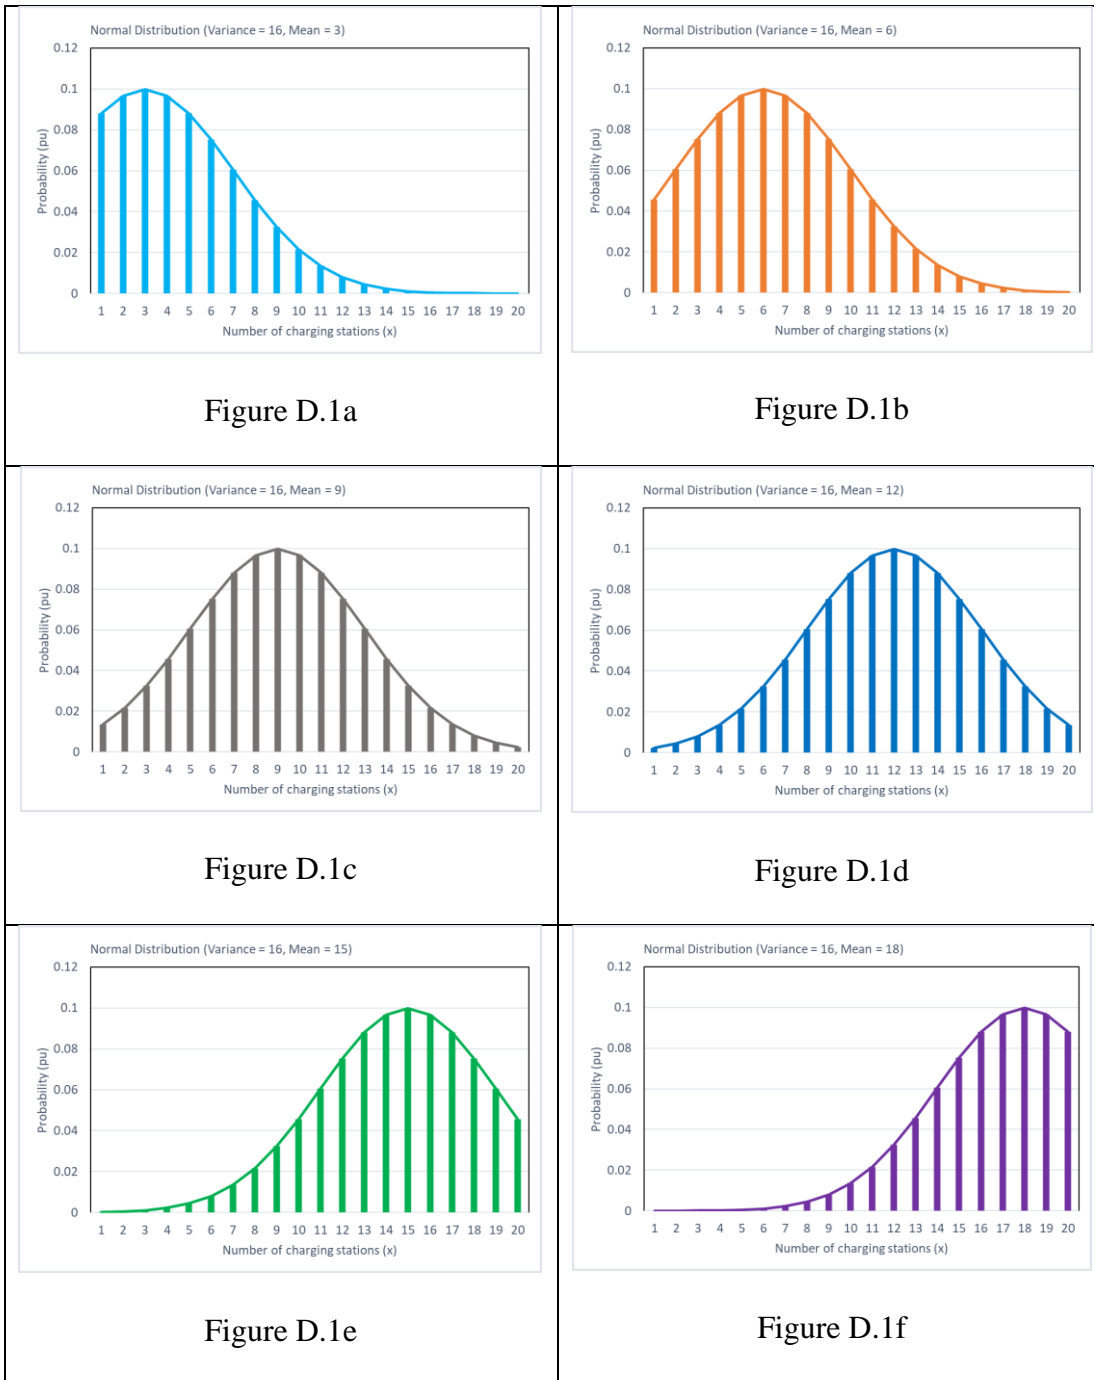 Normal Distribution (Variance = 16, Mean = 3)
0.12
0.1
0.08
0.06
0.04
0.02
0
Probability (pu)
1 2 3 4 5 6 7 8 9 10 11 12 13 14 15 16 17 18 19 20
Number of charging stations (x)
Figure D.1a
Normal Distribution (Variance = 16, Mean = 6)
0.12
0.1
0.08
0.06
0.04
0.02
0
Probability (pu)
1 2 3 4 5 6 7 8 9 10 11 12 13 14 15 16 17 18 19 20
Number of charging stations (x)
Figure D.1b
Normal Distribution (Variance = 16, Mean = 9)
0.12
0.1
0.08
0.06
0.04
0.02
0
Probability (pu)
1 2 3 4 5 6 7 8 9 10 11 12 13 14 15 16 17 18 19 20
Number of charging stations (x)
Figure D.1c
Normal Distribution (Variance = 16, Mean = 12)
0.12
0.1
0.08
0.06
0.04
0.02
0
Probability (pu)
1 2 3 4 5 6 7 8 9 10 11 12 13 14 15 16 17 18 19 20
Number of charging stations (x)
Figure D.1d
Normal Distribution (Variance = 16, Mean = 15)
0.12
0.1
0.08
0.06
0.04
0.02
0
Probability (pu)
1 2 3 4 5 6 7 8 9 10 11 12 13 14 15 16 17 18 19 20
Number of charging stations (x)
Figure D.1e
Normal Distribution (Variance = 16, Mean = 18)
0.12
0.1
0.08
0.06
0.04
0.02
0
Probability (pu)
1 2 3 4 5 6 7 8 9 10 11 12 13 14 15 16 17 18 19 20
Number of charging stations (x)
Figure D.1f